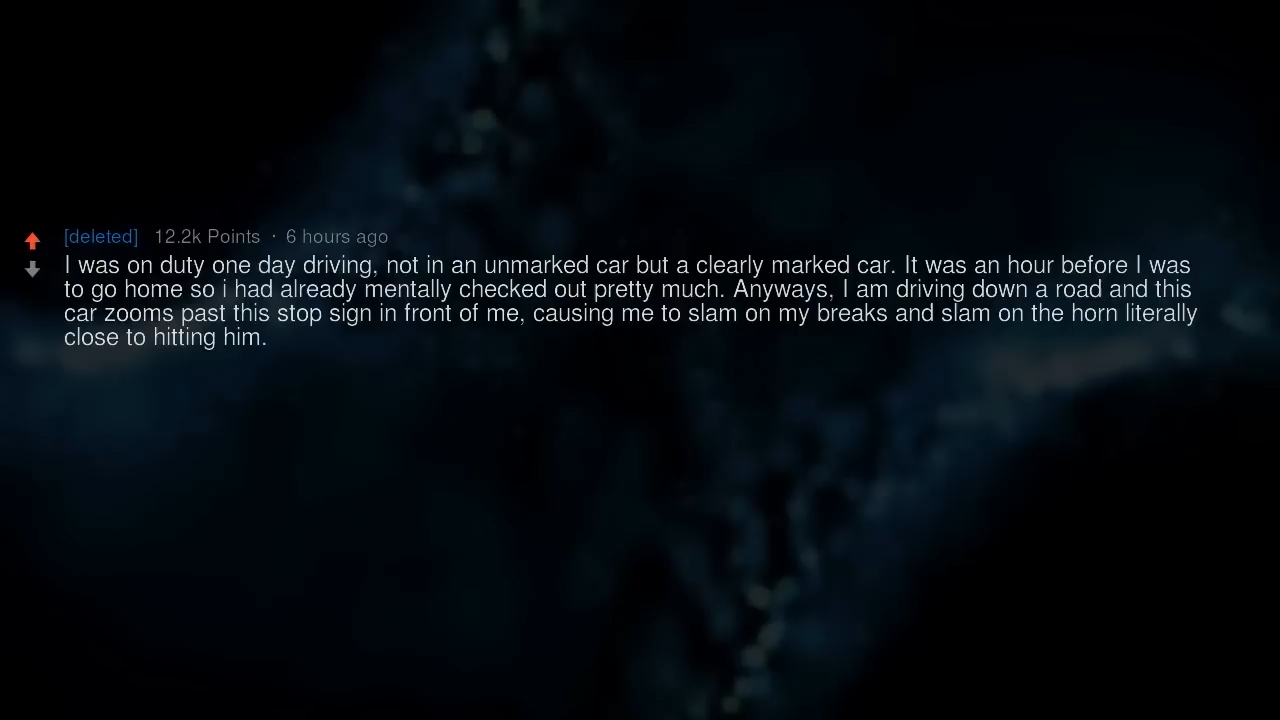 [deleted] 12.2k Points · 6 hours ago
I was on duty one day driving, not in an unmarked car but a clearly marked car. It was an hour before I was
to go home so i had already mentally checked out pretty much. Anyways, I am driving down a road and this
car zooms past this stop sign in front of me, causing me to slam on my breaks and slam on the horn literally
close to hitting him.